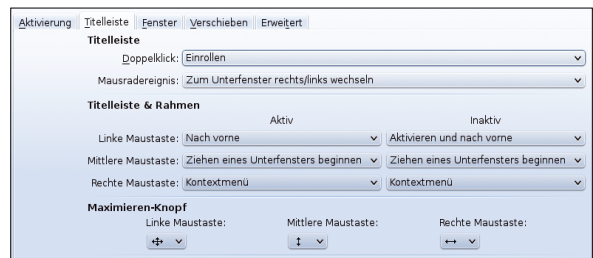 Aktivierung Titelleiste Fenster Verschieben Erweitert
Titelleiste
Doppelklick: Einrollen
Mausradereignis: Zum Unterfenster rechts/links wechseln
Titelleiste & Rahmen
Aktiv Inaktiv
Linke Maustaste: Nach vorne Aktivieren und nach vorne
Mittlere Maustaste: Ziehen eines Unterfensters beginnen Ziehen eines Unterfensters beginnen
Rechte Maustaste: Kontextmenü Kontextmenü
Maximieren-Knopf
Linke Maustaste: Mittlere Maustaste: Rechte Maustaste: